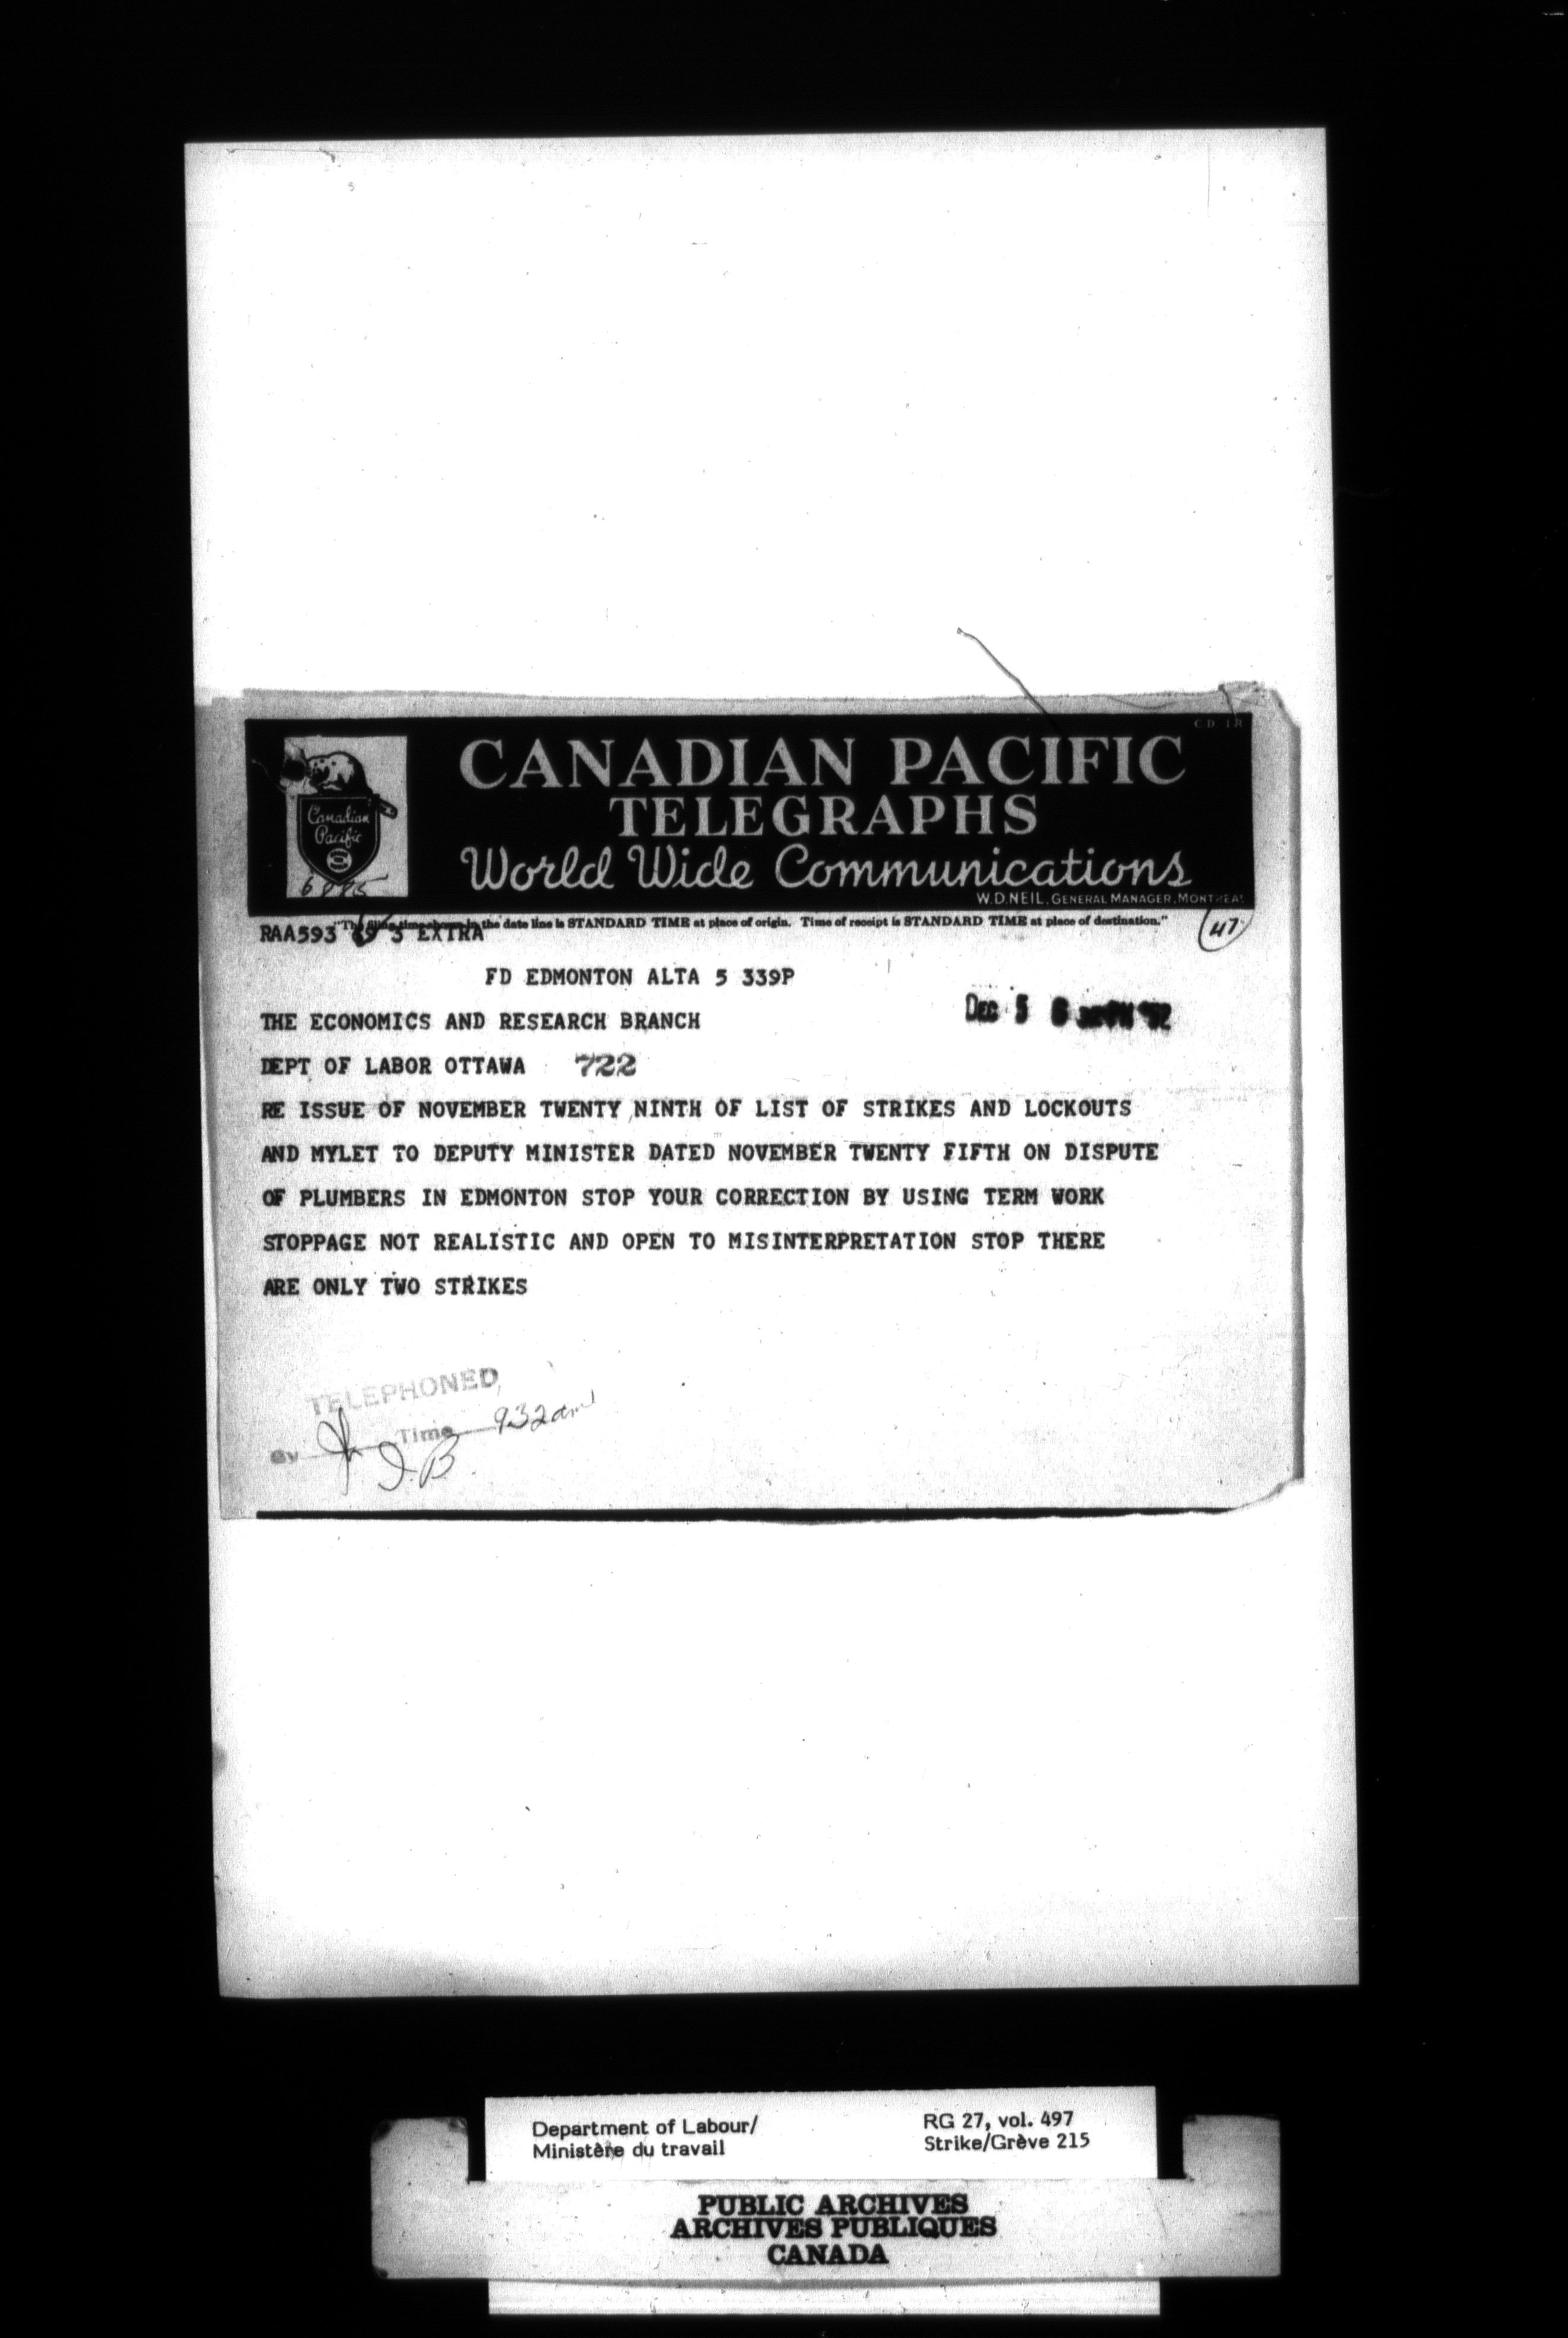 CD 1R
CANADIAN PACIFIC
TELEGRAPHS
World Wide Communications
W.D.NEIL, GENERAL MANAGER, MONTREAL
Canadian
Pacific
"The filing time shown in the date line is STANDARD TIME at place of origin. Time of receipt is STANDARD TIME at place of destination."
RAA593 3 EXTRA
47
FD EDMONTON ALTA 5 339P
DEC 5 6
THE ECONOMICS AND RESEARCH BRANCH
DEPT OF LABOR OTTAWA 722
RE ISSUE OF NOVEMBER TWENTY NINTH OF LIST OF STRIKES AND LOCKOUTS
AND MYLET TO DEPUTY MINISTER DATED NOVEMBER TWENTY FIFTH ON DISPUTE
OF PLUMBERS IN EDMONTON STOP YOUR CORRECTION BY USING TERM WORK
STOPPAGE NOT REALISTIC AND OPEN TO MISINTERPRETATION STOP THERE
ARE ONLY TWO STRIKES
TELEPHONED
By Time 932am
J.B.
Department of Labour/
Ministère du travail
RG 27, vol. 497
Strike/Grève 215
PUBLIC ARCHIVES
ARCHIVES PUBLIQUES
CANADA